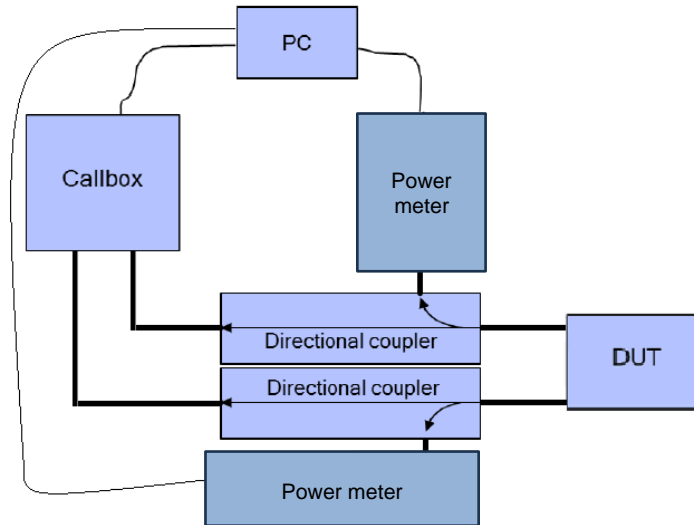 PC
Callbox
Power
meter
Directional coupler
Directional coupler
DUT
Power meter